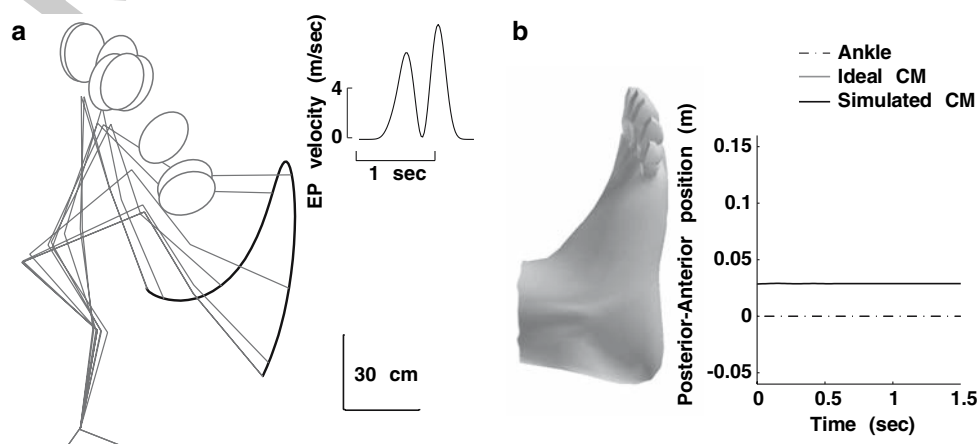 a
EP velocity (m/sec)
4
0
1 sec
30 cm
b
Ankle
Ideal CM
Simulated CM
Posterior-Anterior position (m)
0.15
0.1
0.05
0
-0.05
0
0.5
1
1.5
Time (sec)